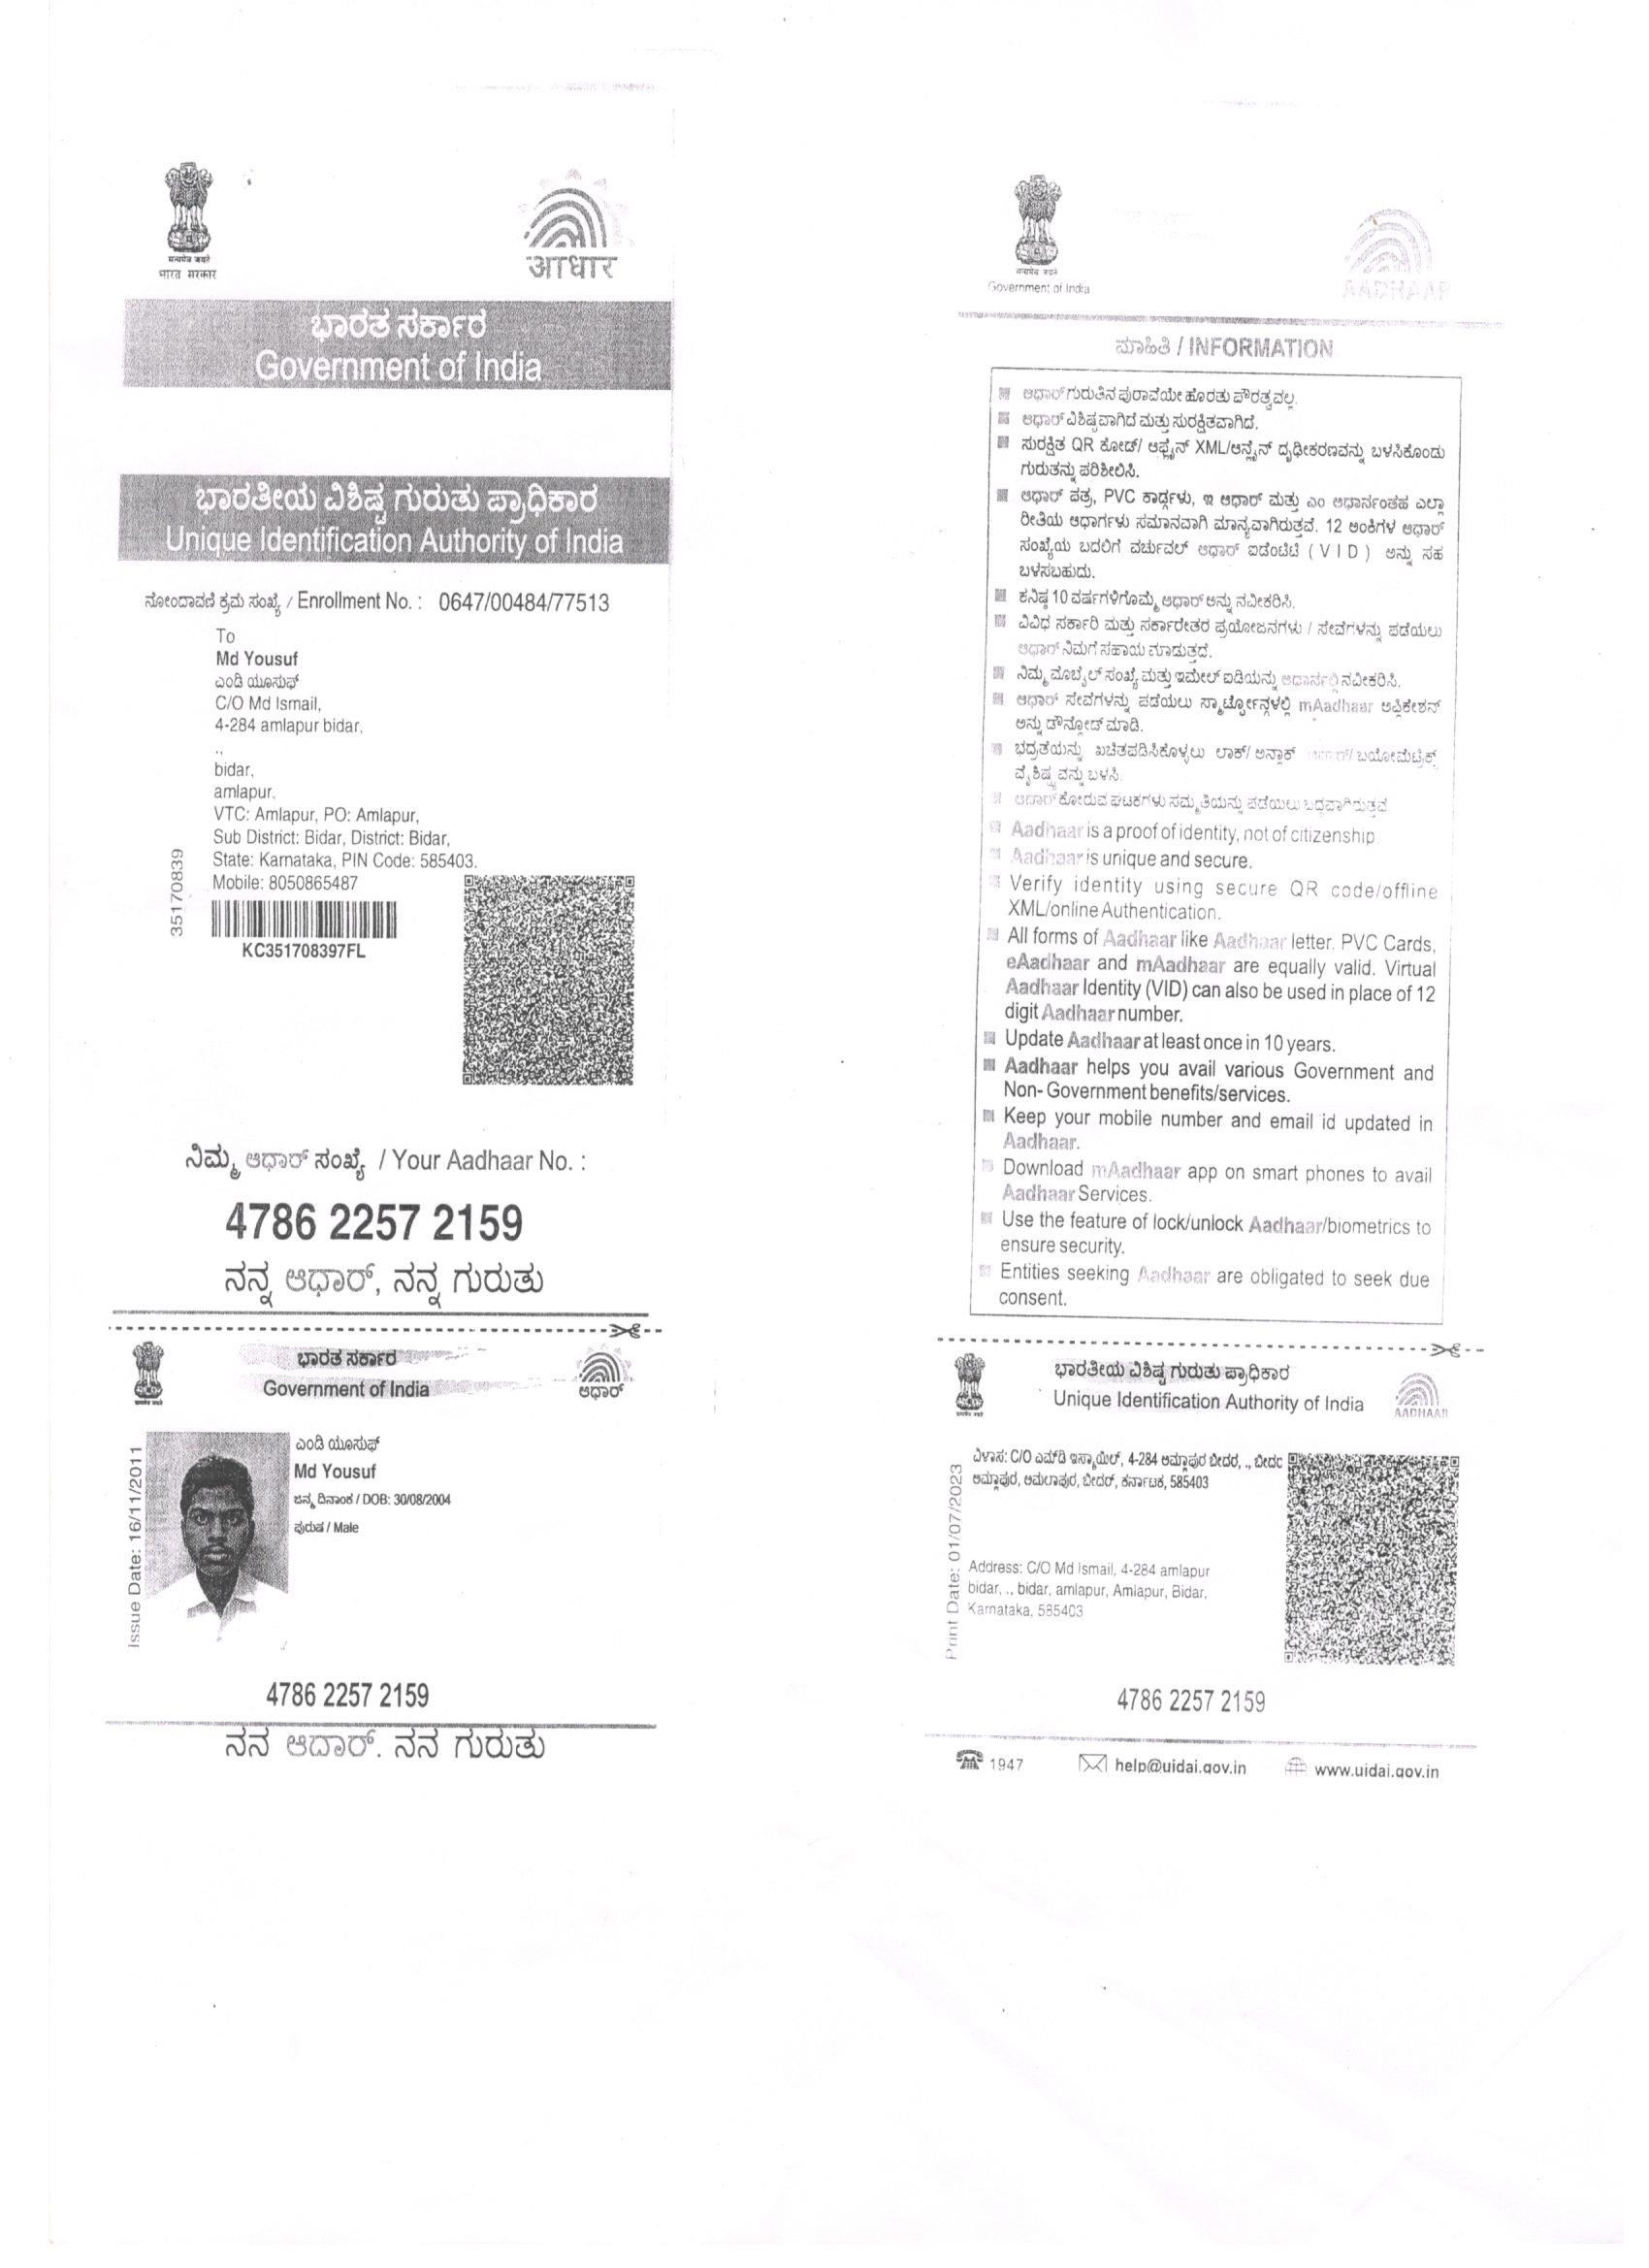 सत्यमेव जयते
भारत सरकार
आधार
ಭಾರತ ಸರ್ಕಾರ
Government of India
ಭಾರತೀಯ ವಿಶಿಷ್ಟ ಗುರುತು ಪ್ರಾಧಿಕಾರ
Unique Identification Authority of India
ನೋಂದಾವಣಿ ಕ್ರಮ ಸಂಖ್ಯೆ / Enrollment No. : 0647/00484/77513
To
Md Yousuf
ಎಂಡಿ ಯೂಸುಫ್
C/O Md Ismail,
4-284 amlapur bidar,
.,
bidar,
amlapur,
VTC: Amlapur, PO: Amlapur,
Sub District: Bidar, District: Bidar,
State: Karnataka, PIN Code: 585403.
Mobile: 8050865487
35170839
KC351708397FL
ನಿಮ್ಮ ಆಧಾರ್ ಸಂಖ್ಯೆ / Your Aadhaar No. :
4786 2257 2159
ನನ್ನ ಆಧಾರ್, ನನ್ನ ಗುರುತು
ಭಾರತ ಸರ್ಕಾರ
Government of India
ಆಧಾರ್
Issue Date: 16/11/2011
ಎಂಡಿ ಯೂಸುಫ್
Md Yousuf
ಜನ್ಮ ದಿನಾಂಕ / DOB: 30/08/2004
ಪುರುಷ / Male
4786 2257 2159
ನನ್ನ ಆಧಾರ್. ನನ್ನ ಗುರುತು
सत्यमेव जयते
Government of India
AADHAAR
ಮಾಹಿತಿ / INFORMATION
ಆಧಾರ್ ಗುರುತಿನ ಪುರಾವೆಯೇ ಹೊರತು ಪೌರತ್ವವಲ್ಲ.
ಆಧಾರ್ ವಿಶಿಷ್ಟವಾಗಿದೆ ಮತ್ತು ಸುರಕ್ಷಿತವಾಗಿದೆ.
ಸುರಕ್ಷಿತ QR ಕೋಡ್/ ಆಫ್ಲೈನ್ XML/ಆನ್ಲೈನ್ ದೃಢೀಕರಣವನ್ನು ಬಳಸಿಕೊಂಡು
ಗುರುತನ್ನು ಪರಿಶೀಲಿಸಿ.
ಆಧಾರ್ ಪತ್ರ, PVC ಕಾರ್ಡ್ಗಳು, ಇ ಆಧಾರ್ ಮತ್ತು ಎಂ ಆಧಾರ್ನಂತಹ ಎಲ್ಲಾ
ರೀತಿಯ ಆಧಾರ್ಗಳು ಸಮಾನವಾಗಿ ಮಾನ್ಯವಾಗಿರುತ್ತವೆ. 12 ಅಂಕಿಗಳ ಆಧಾರ್
ಸಂಖ್ಯೆಯ ಬದಲಿಗೆ ವರ್ಚುವಲ್ ಆಧಾರ್ ಐಡೆಂಟಿಟಿ (VID) ಅನ್ನು ಸಹ
ಬಳಸಬಹುದು.
ಕನಿಷ್ಠ 10 ವರ್ಷಗಳಿಗೊಮ್ಮೆ ಆಧಾರ್ ಅನ್ನು ನವೀಕರಿಸಿ.
ವಿವಿಧ ಸರ್ಕಾರಿ ಮತ್ತು ಸರ್ಕಾರೇತರ ಪ್ರಯೋಜನಗಳು / ಸೇವೆಗಳನ್ನು ಪಡೆಯಲು
ಆಧಾರ್ ನಿಮಗೆ ಸಹಾಯ ಮಾಡುತ್ತದೆ.
ನಿಮ್ಮ ಮೊಬೈಲ್ ಸಂಖ್ಯೆ ಮತ್ತು ಇಮೇಲ್ ಐಡಿಯನ್ನು ಆಧಾರ್ನಲ್ಲಿ ನವೀಕರಿಸಿ.
ಆಧಾರ್ ಸೇವೆಗಳನ್ನು ಪಡೆಯಲು ಸ್ಮಾರ್ಟ್ಫೋನ್ಗಳಲ್ಲಿ mAadhaar ಅಪ್ಲಿಕೇಶನ್
ಅನ್ನು ಡೌನ್ಲೋಡ್ ಮಾಡಿ.
ಭದ್ರತೆಯನ್ನು ಖಚಿತಪಡಿಸಿಕೊಳ್ಳಲು ಲಾಕ್/ ಅನ್ಲಾಕ್ ಆಧಾರ್/ ಬಯೋಮೆಟ್ರಿಕ್ಸ್
ವೈಶಿಷ್ಟ್ಯವನ್ನು ಬಳಸಿ.
ಆಧಾರ್ ಕೋರುವ ಘಟಕಗಳು ಸಮ್ಮತಿಯನ್ನು ಪಡೆಯಲು ಬದ್ಧವಾಗಿರುತ್ತವೆ
Aadhaar is a proof of identity, not of citizenship.
Aadhaar is unique and secure.
Verify identity using secure QR code/offline
XML/online Authentication.
All forms of Aadhaar like Aadhaar letter, PVC Cards,
eAadhaar and mAadhaar are equally valid. Virtual
Aadhaar Identity (VID) can also be used in place of 12
digit Aadhaar number.
Update Aadhaar at least once in 10 years.
Aadhaar helps you avail various Government and
Non- Government benefits/services.
Keep your mobile number and email id updated in
Aadhaar.
Download mAadhaar app on smart phones to avail
Aadhaar Services.
Use the feature of lock/unlock Aadhaar/biometrics to
ensure security.
Entities seeking Aadhaar are obligated to seek due
consent.
ಭಾರತೀಯ ವಿಶಿಷ್ಟ ಗುರುತು ಪ್ರಾಧಿಕಾರ
Unique Identification Authority of India
AADHAAR
Print Date: 01/07/2023
ವಿಳಾಸ: C/O ಎಮ್‌ಡಿ ಇಸ್ಮಾಯಿಲ್, 4-284 ಅಮ್ಲಾಪುರ ಬೀದರ, ., ಬೀದರ
ಅಮ್ಲಾಪುರ, ಅಮಲಾಪುರ, ಬೀದರ್, ಕರ್ನಾಟಕ, 585403
Address: C/O Md ismail, 4-284 amlapur
bidar, ., bidar, amlapur, Amlapur, Bidar,
Karnataka, 585403
4786 2257 2159
1947 help@uidai.gov.in www.uidai.gov.in